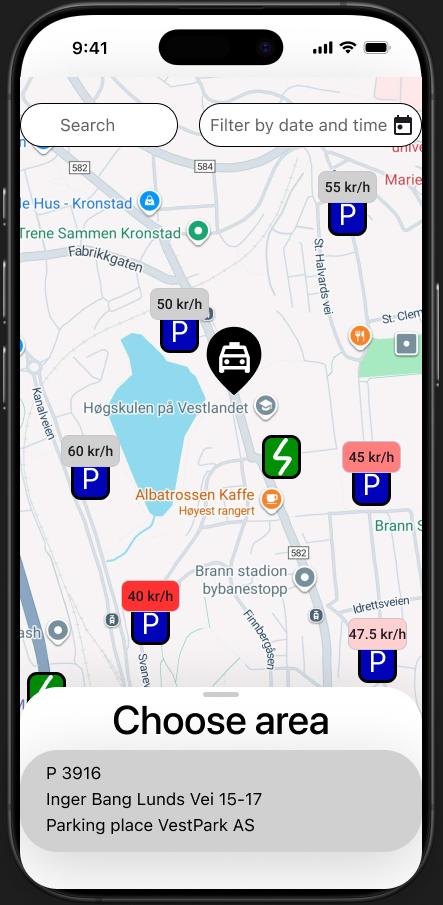 9:41
Search
Filter by date and time
582
584
Marie
55 kr/h
P
le Hus - Kronstad
Trene Sammen Kronstad
Fabrikkgaten
St. Halvards vei
50 kr/h
P
St. Clem
Kanalveien
Høgskulen på Vestlandet
60 kr/h
P
45 kr/h
P
Albatrossen Kaffe
Høyest rangert
Brann S
582
Brann stadion
bybanestopp
40 kr/h
P
Idrettsveien
ash
Finnbergåsen
47.5 kr/h
P
Svanev
Choose area
P 3916
Inger Bang Lunds Vei 15-17
Parking place VestPark AS